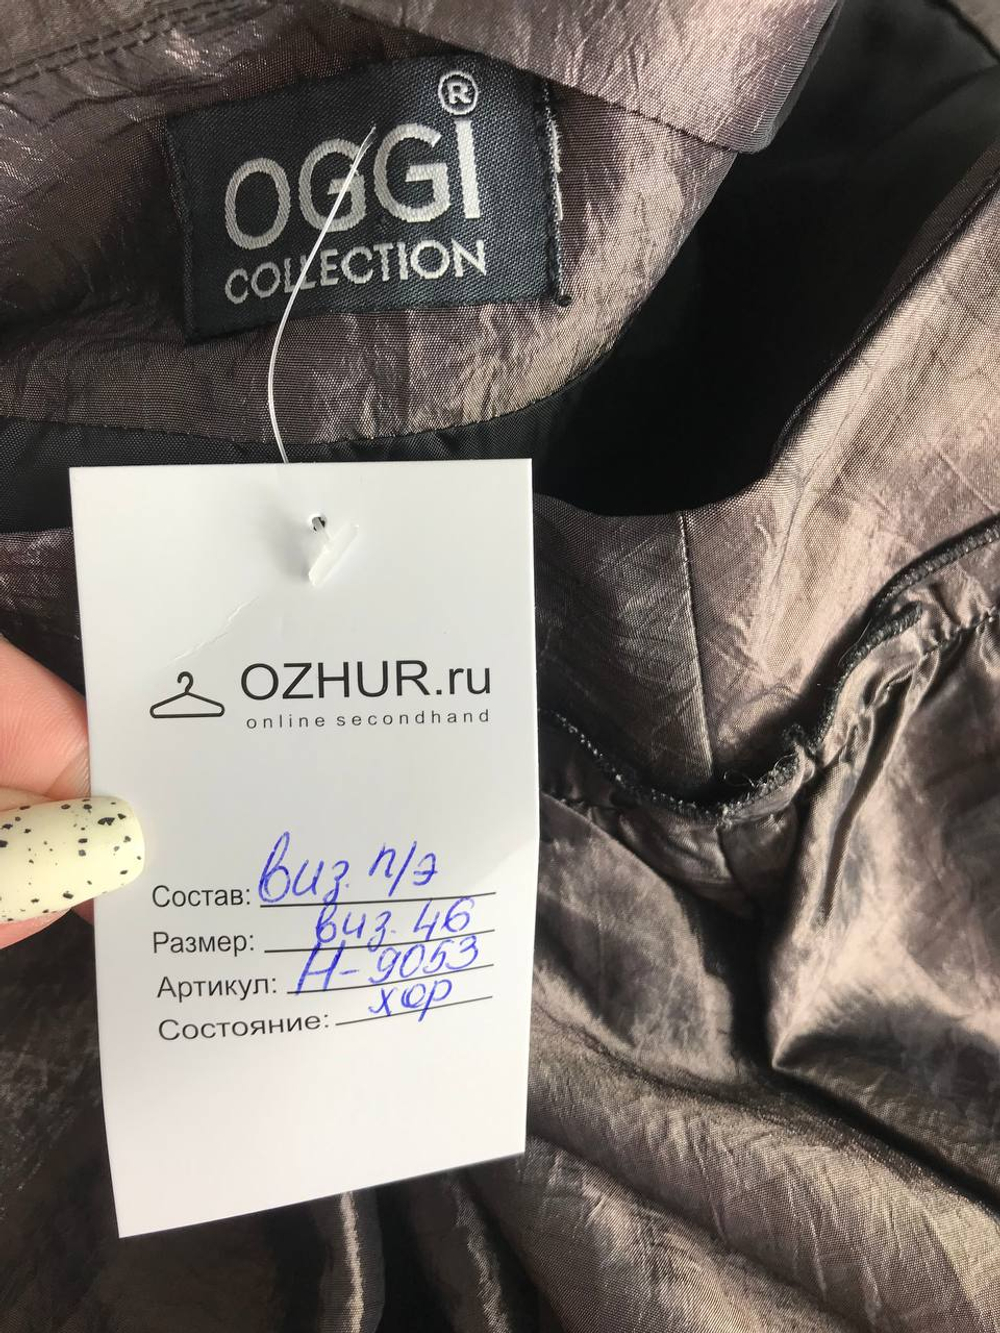 OGGi ®
COLLECTION
OZHUR.ru
online secondhand
Состав: виз. п/э
Размер: виз. 46
Артикул: Н-9053
Состояние: хор